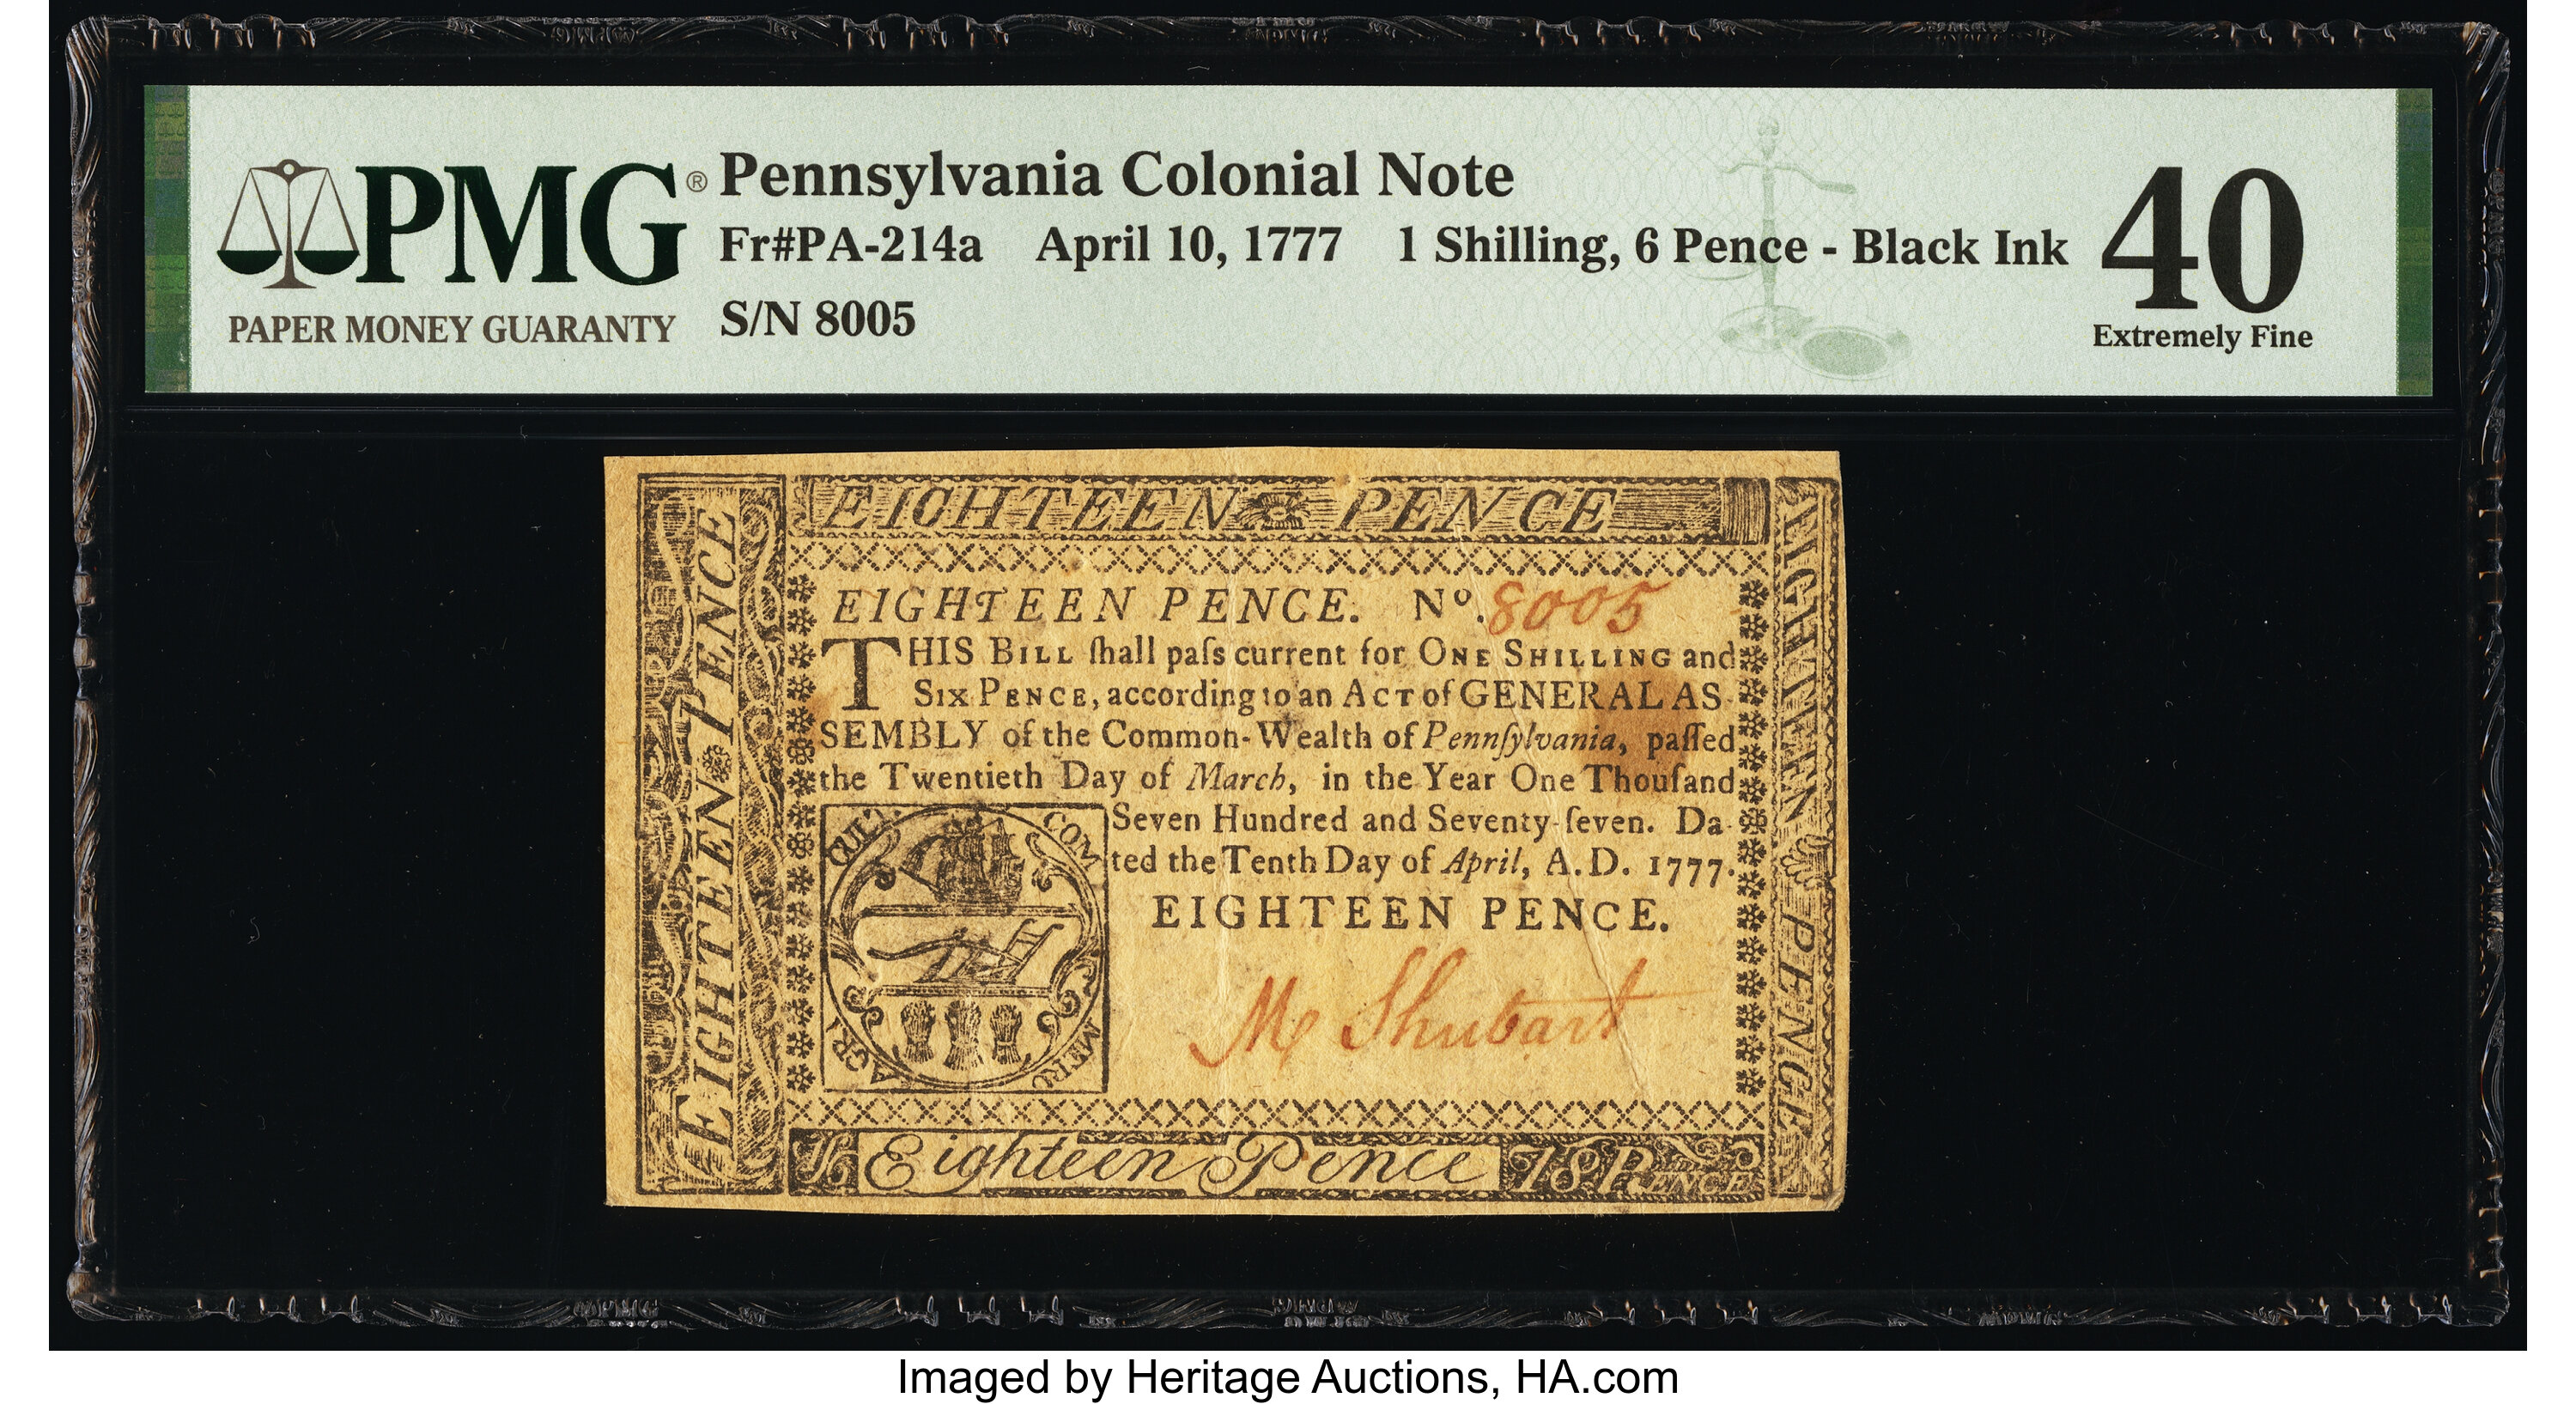 PMG® Pennsylvania Colonial Note
Fr#PA-214a April 10, 1777 1 Shilling, 6 Pence - Black Ink
S/N 8005
PAPER MONEY GUARANTY
40
Extremely Fine
EIGHTEEN PENCE
EIGHTEEN PENCE
EIGHTEEN PENCE. Nº. 8005
THIS BILL ſhall paſs current for ONE SHILLING and
SIX PENCE, according to an ACT of GENERAL AS-
SEMBLY of the Common-Wealth of Pennſylvania, paſſed
the Twentieth Day of March, in the Year One Thouſand
Seven Hundred and Seventy-ſeven. Da-
ted the Tenth Day of April, A.D. 1777.
EIGHTEEN PENCE.
M Shubart
Eighteen Pence
18 PENCE
EIGHTEEN PENCE
Imaged by Heritage Auctions, HA.com